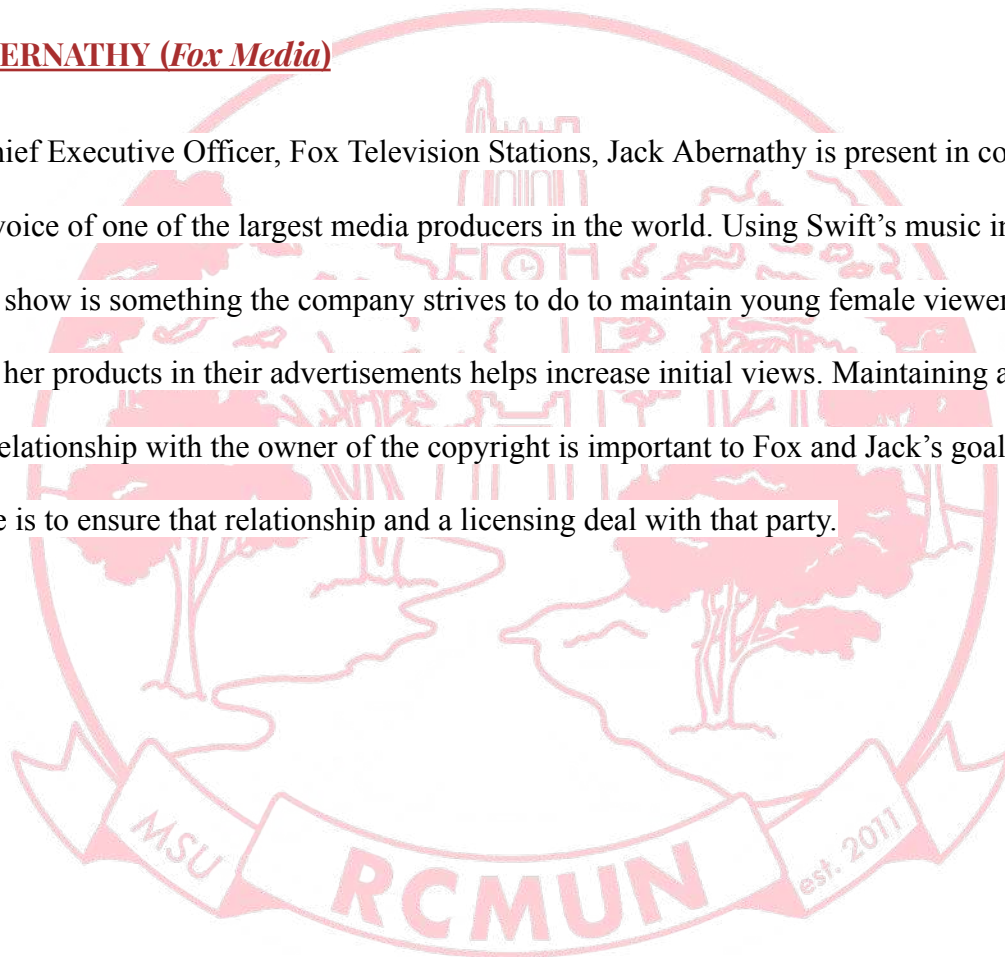 ERNATHY (Fox Media)
hief Executive Officer, Fox Television Stations, Jack Abernathy is present in co
voice of one of the largest media producers in the world. Using Swift’s music in
show is something the company strives to do to maintain young female viewer
her products in their advertisements helps increase initial views. Maintaining a
elationship with the owner of the copyright is important to Fox and Jack’s goal
e is to ensure that relationship and a licensing deal with that party.
MSU
RCMUN
est. 2011